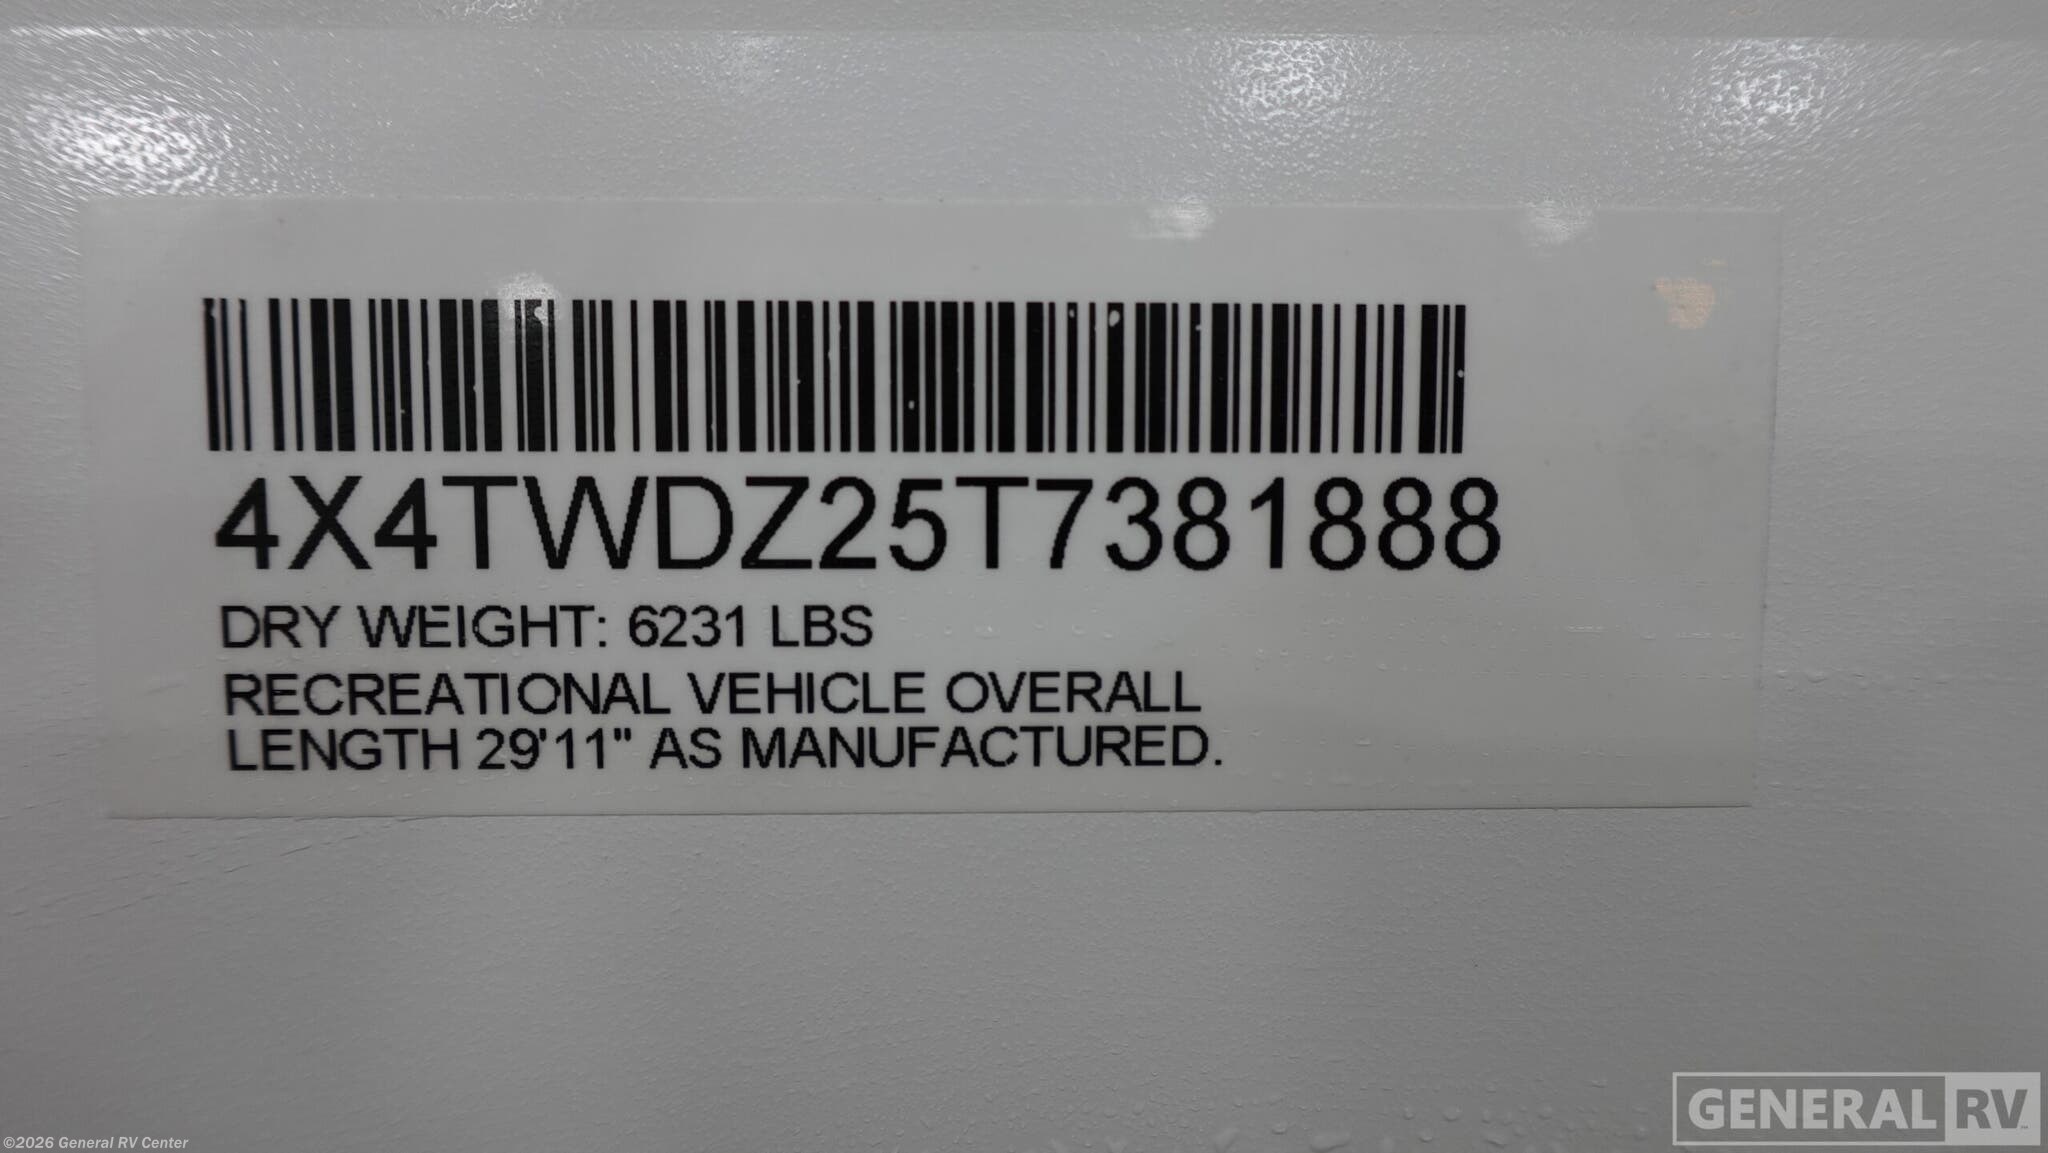 4X4TWDZ25T7381888
DRY WEIGHT: 6231 LBS
RECREATIONAL VEHICLE OVERALL
LENGTH 29'11" AS MANUFACTURED.
GENERAL RV
©2026 General RV Center